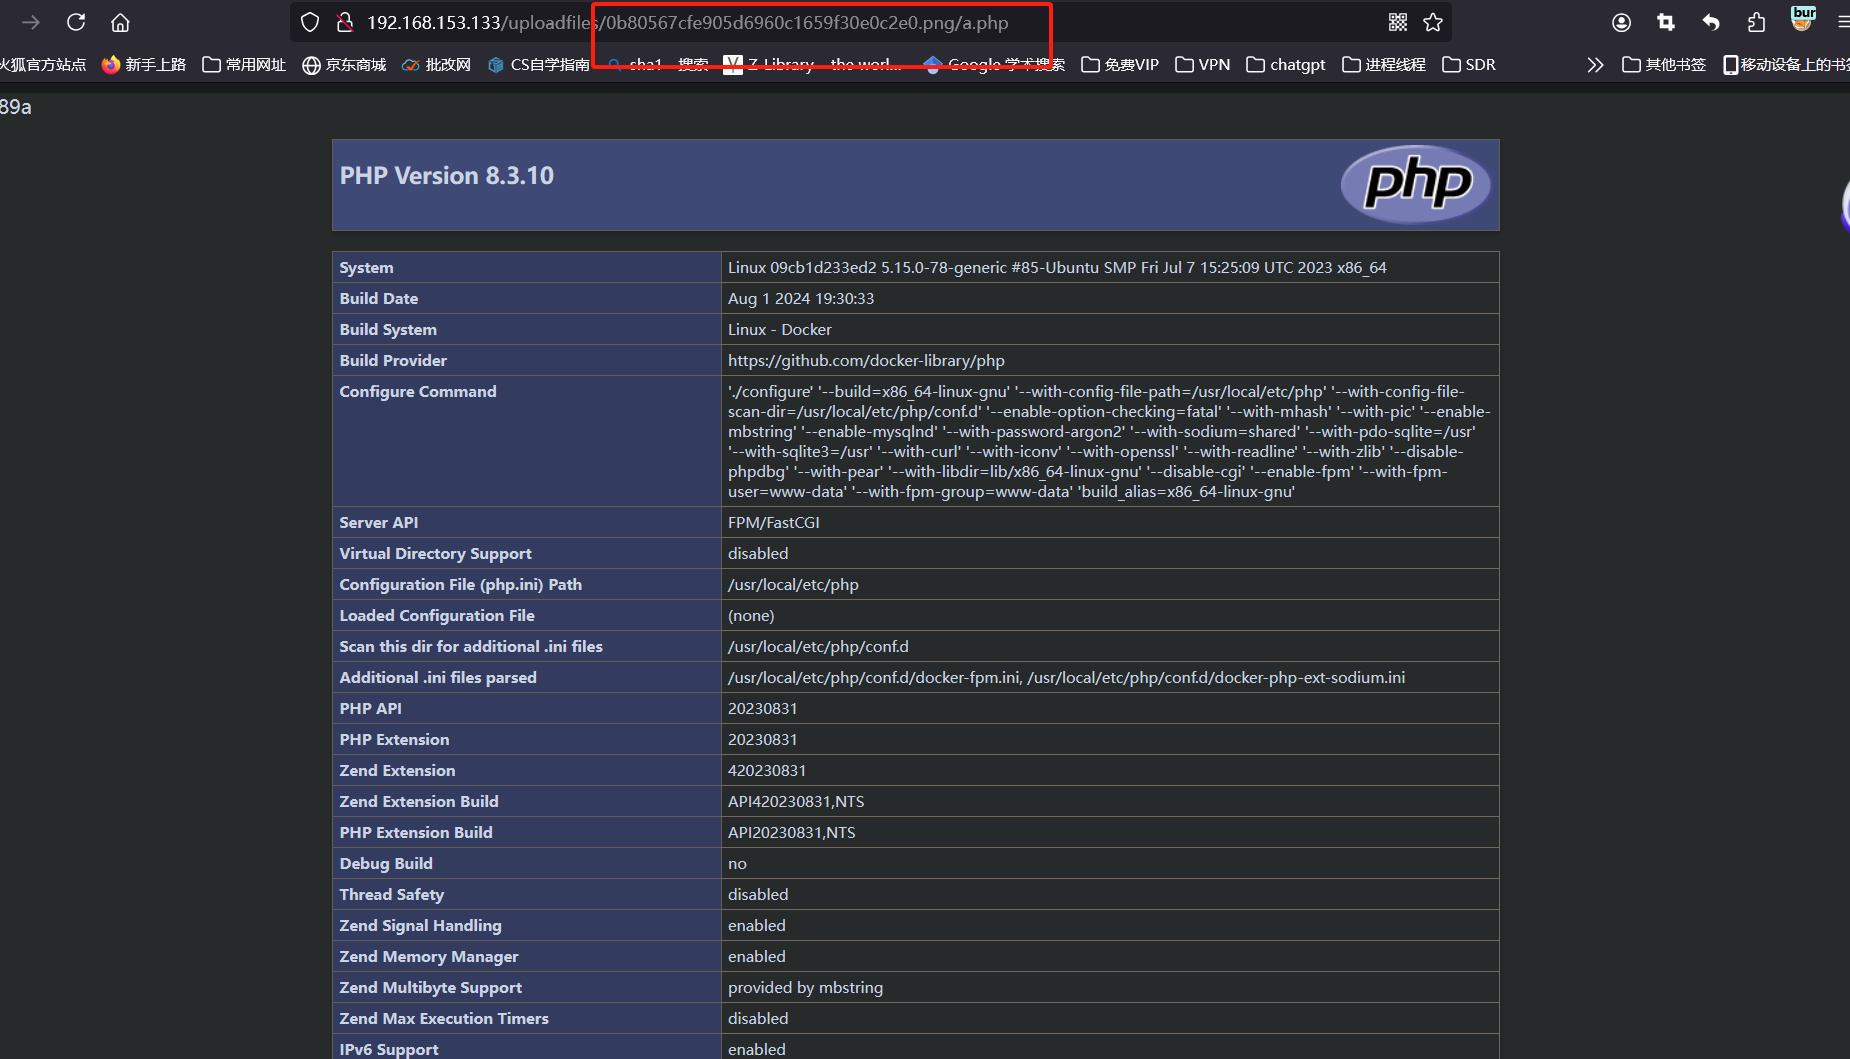 192.168.153.133/uploadfiles/0b80567cfe905d6960c1659f30e0c2e0.png/a.php
bur
火狐官方站点 新手上路 常用网址 京东商城 批改网 CS自学指南 sha1 搜索 Z-Library the worl... Google 学术搜索 免费VIP VPN chatgpt 进程线程 SDR 其他书签 移动设备上的书签
89a
PHP Version 8.3.10
php
System Linux 09cb1d233ed2 5.15.0-78-generic #85-Ubuntu SMP Fri Jul 7 15:25:09 UTC 2023 x86_64
Build Date Aug 1 2024 19:30:33
Build System Linux - Docker
Build Provider https://github.com/docker-library/php
Configure Command './configure' '--build=x86_64-linux-gnu' '--with-config-file-path=/usr/local/etc/php' '--with-config-file-
scan-dir=/usr/local/etc/php/conf.d' '--enable-option-checking=fatal' '--with-mhash' '--with-pic' '--enable-
mbstring' '--enable-mysqlnd' '--with-password-argon2' '--with-sodium=shared' '--with-pdo-sqlite=/usr'
'--with-sqlite3=/usr' '--with-curl' '--with-iconv' '--with-openssl' '--with-readline' '--with-zlib' '--disable-
phpdbg' '--with-pear' '--with-libdir=lib/x86_64-linux-gnu' '--disable-cgi' '--enable-fpm' '--with-fpm-
user=www-data' '--with-fpm-group=www-data' 'build_alias=x86_64-linux-gnu'
Server API FPM/FastCGI
Virtual Directory Support disabled
Configuration File (php.ini) Path /usr/local/etc/php
Loaded Configuration File (none)
Scan this dir for additional .ini files /usr/local/etc/php/conf.d
Additional .ini files parsed /usr/local/etc/php/conf.d/docker-fpm.ini, /usr/local/etc/php/conf.d/docker-php-ext-sodium.ini
PHP API 20230831
PHP Extension 20230831
Zend Extension 420230831
Zend Extension Build API420230831,NTS
PHP Extension Build API20230831,NTS
Debug Build no
Thread Safety disabled
Zend Signal Handling enabled
Zend Memory Manager enabled
Zend Multibyte Support provided by mbstring
Zend Max Execution Timers disabled
IPv6 Support enabled